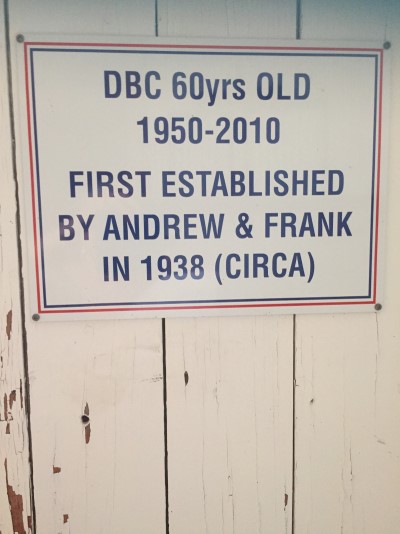 DBC 60yrs OLD
1950-2010
FIRST ESTABLISHED
BY ANDREW & FRANK
IN 1938 (CIRCA)